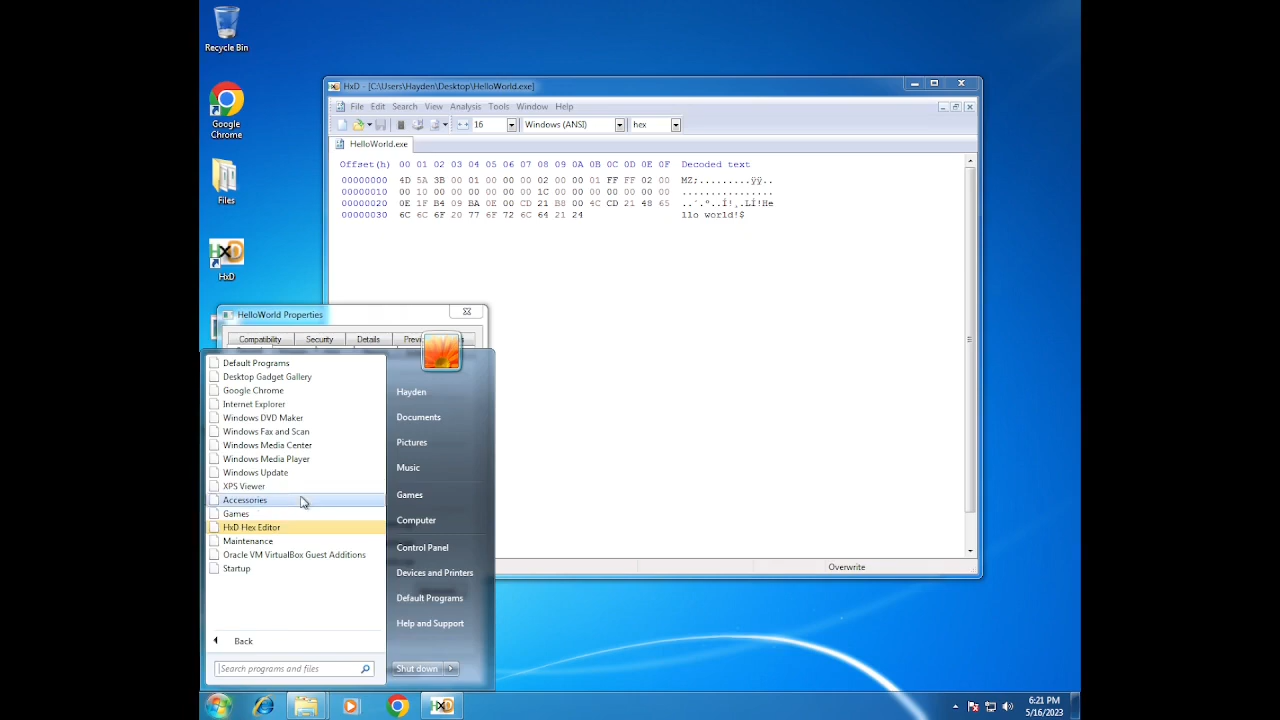 Recycle Bin
Google
Chrome
Files
HxD
HxD
HxD - [C:\Users\Hayden\Desktop\HelloWorld.exe]
File Edit Search View Analysis Tools Window Help
16 Windows (ANSI) hex
HelloWorld.exe
Offset(h) 00 01 02 03 04 05 06 07 08 09 0A 0B 0C 0D 0E 0F Decoded text
00000000 4D 5A 3B 00 01 00 00 00 02 00 00 01 FF FF 02 00 MZ;.........ÿÿ..
00000010 00 10 00 00 00 00 00 00 1C 00 00 00 00 00 00 00 ................
00000020 0E 1F B4 09 BA 0E 00 CD 21 B8 00 4C CD 21 48 65 ..´.º..Í!¸.LÍ!He
00000030 6C 6C 6F 20 77 6F 72 6C 64 21 24 llo world!$
Overwrite
HelloWorld Properties
Compatibility Security Details
Default Programs
Desktop Gadget Gallery
Google Chrome
Internet Explorer
Windows DVD Maker
Windows Fax and Scan
Windows Media Center
Windows Media Player
Windows Update
XPS Viewer
Accessories
Games
HxD Hex Editor
Maintenance
Oracle VM VirtualBox Guest Additions
Startup
Back
Search programs and files
Hayden
Documents
Pictures
Music
Games
Computer
Control Panel
Devices and Printers
Default Programs
Help and Support
Shut down
HxD
6:21 PM
5/16/2023